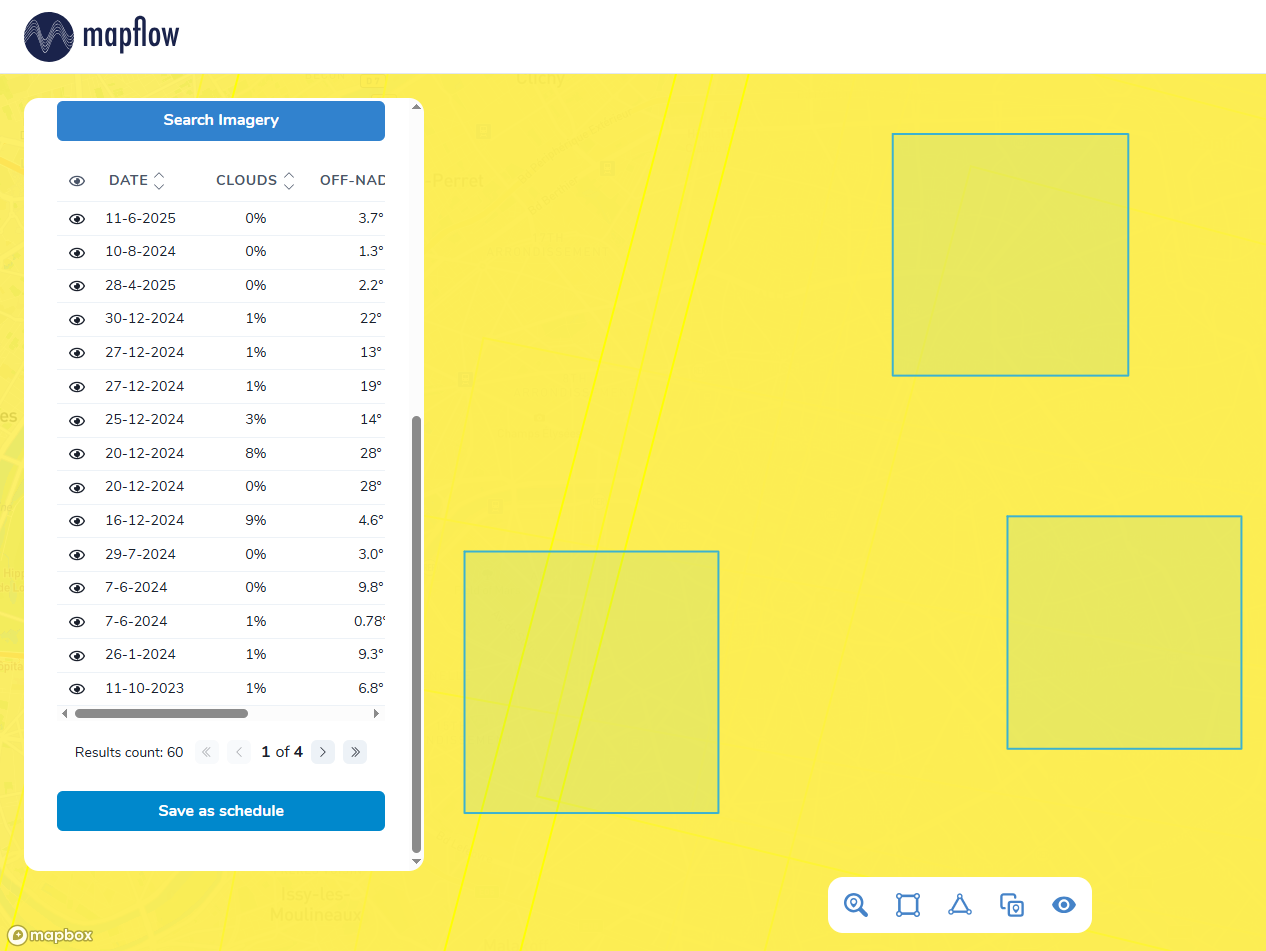 mapflow
Clichy
Search Imagery
DATE CLOUDS OFF-NAD
-Perret
11-6-2025 0% 3.7°
10-8-2024 0% 1.3°
28-4-2025 0% 2.2°
30-12-2024 1% 22°
27-12-2024 1% 13°
27-12-2024 1% 19°
25-12-2024 3% 14°
es
20-12-2024 8% 28°
20-12-2024 0% 28°
16-12-2024 9% 4.6°
29-7-2024 0% 3.0°
7-6-2024 0% 9.8°
7-6-2024 1% 0.78°
26-1-2024 1% 9.3°
11-10-2023 1% 6.8°
Results count: 60 1 of 4
Save as schedule
Issy-les-
Moulineaux
mapbox